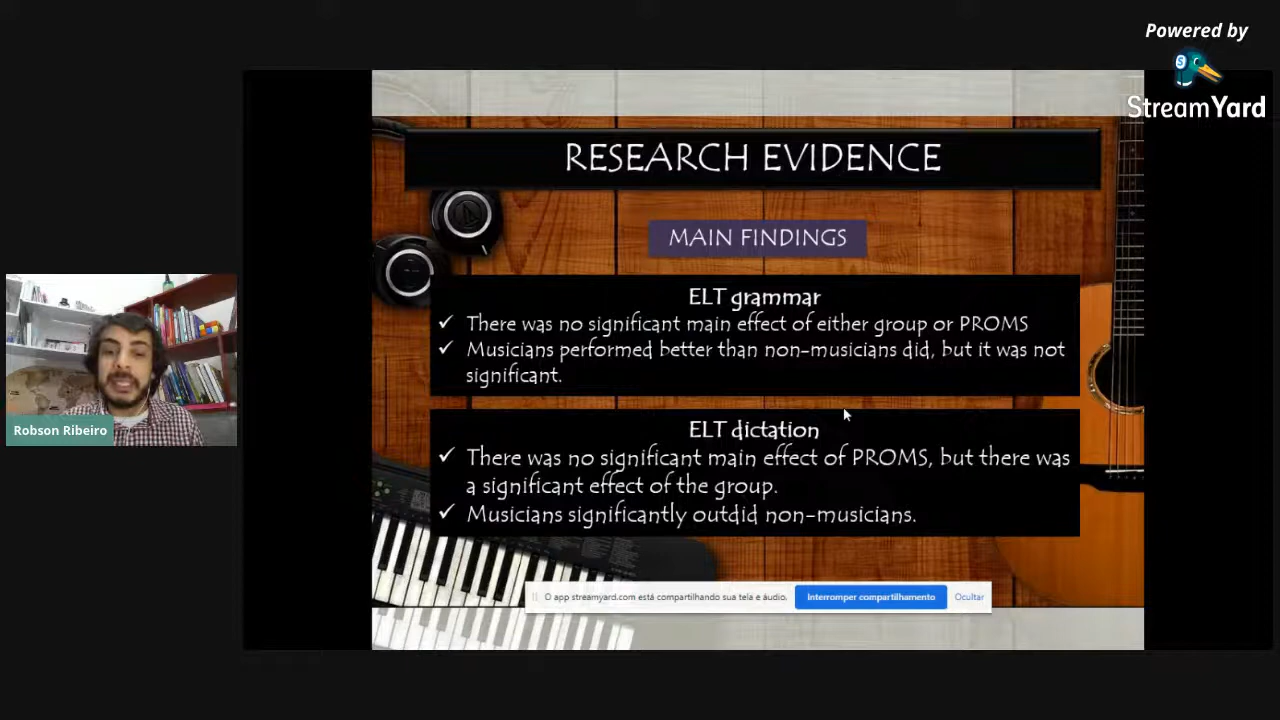 Powered by
StreamYard
RESEARCH EVIDENCE
MAIN FINDINGS
ELT grammar
✓ There was no significant main effect of either group or PROMS
✓ Musicians performed better than non-musicians did, but it was not
significant.
Robson Ribeiro
ELT dictation
✓ There was no significant main effect of PROMS, but there was
a significant effect of the group.
✓ Musicians significantly outdid non-musicians.
O app streamyard.com está compartilhando sua tela e áudio.
Interromper compartilhamento
Ocultar